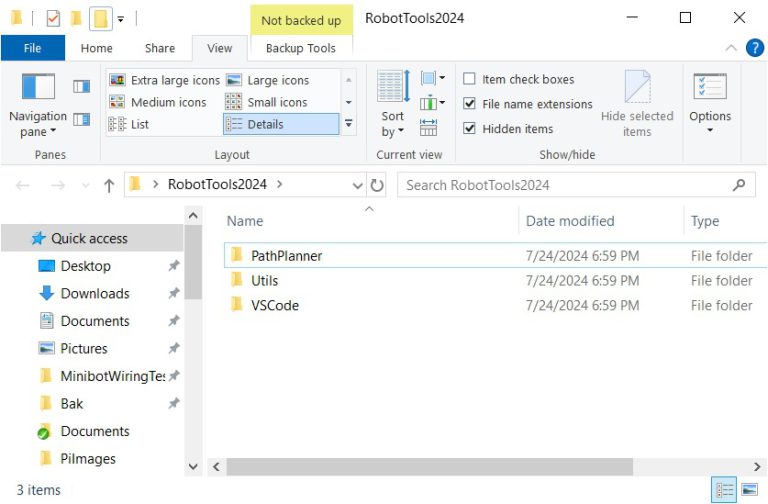 Not backed up
RobotTools2024
File
Home
Share
View
Backup Tools
Extra large icons
Large icons
Medium icons
Small icons
List
Details
Navigation
pane
Sort
by
Item check boxes
File name extensions
Hidden items
Hide selected
items
Options
Panes
Layout
Current view
Show/hide
RobotTools2024
Search RobotTools2024
Name
Date modified
Type
Quick access
Desktop
Downloads
Documents
Pictures
MinibotWiringTes
Bak
Documents
PiImages
PathPlanner 7/24/2024 6:59 PM File folder
Utils 7/24/2024 6:59 PM File folder
VSCode 7/24/2024 6:59 PM File folder
3 items